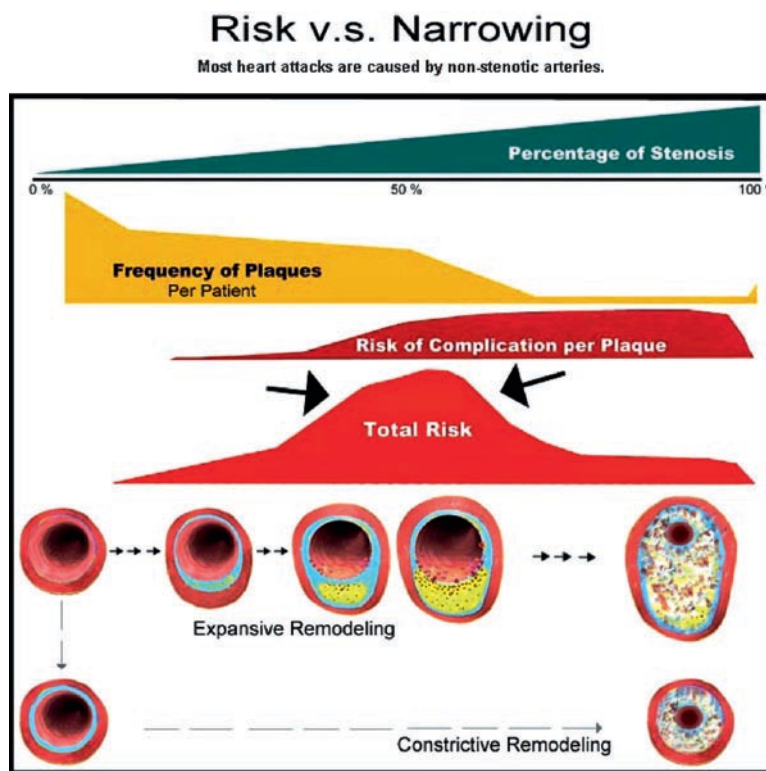 Risk v.s. Narrowing
Most heart attacks are caused by non-stenotic arteries.
Percentage of Stenosis
0 % 50 % 100 %
Frequency of Plaques
Per Patient
Risk of Complication per Plaque
Total Risk
Expansive Remodeling
Constrictive Remodeling